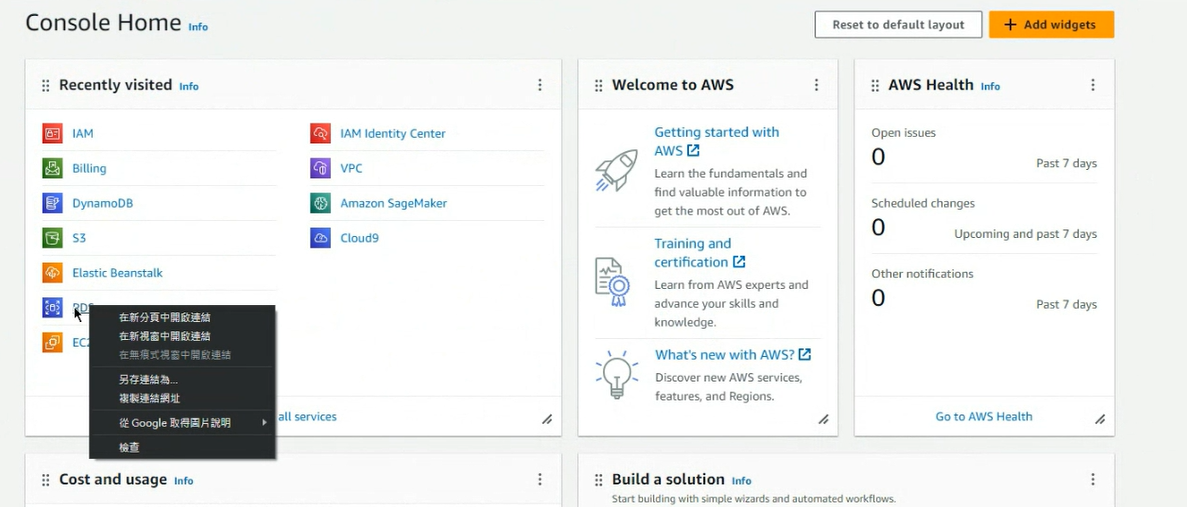 Console Home Info
Reset to default layout
+ Add widgets
Recently visited Info
IAM
Billing
DynamoDB
S3
Elastic Beanstalk
RDS
EC2
IAM Identity Center
VPC
Amazon SageMaker
Cloud9
all services
在新分頁中開啟連結
在新視窗中開啟連結
在無痕式視窗中開啟連結
另存連結為...
複製連結網址
從 Google 取得圖片說明
檢查
Welcome to AWS
Getting started with
AWS
Learn the fundamentals and
find valuable information to
get the most out of AWS.
Training and
certification
Learn from AWS experts and
advance your skills and
knowledge.
What's new with AWS?
Discover new AWS services,
features, and Regions.
AWS Health Info
Open issues
0
Past 7 days
Scheduled changes
0
Upcoming and past 7 days
Other notifications
0
Past 7 days
Go to AWS Health
Cost and usage Info
Build a solution Info
Start building with simple wizards and automated workflows.